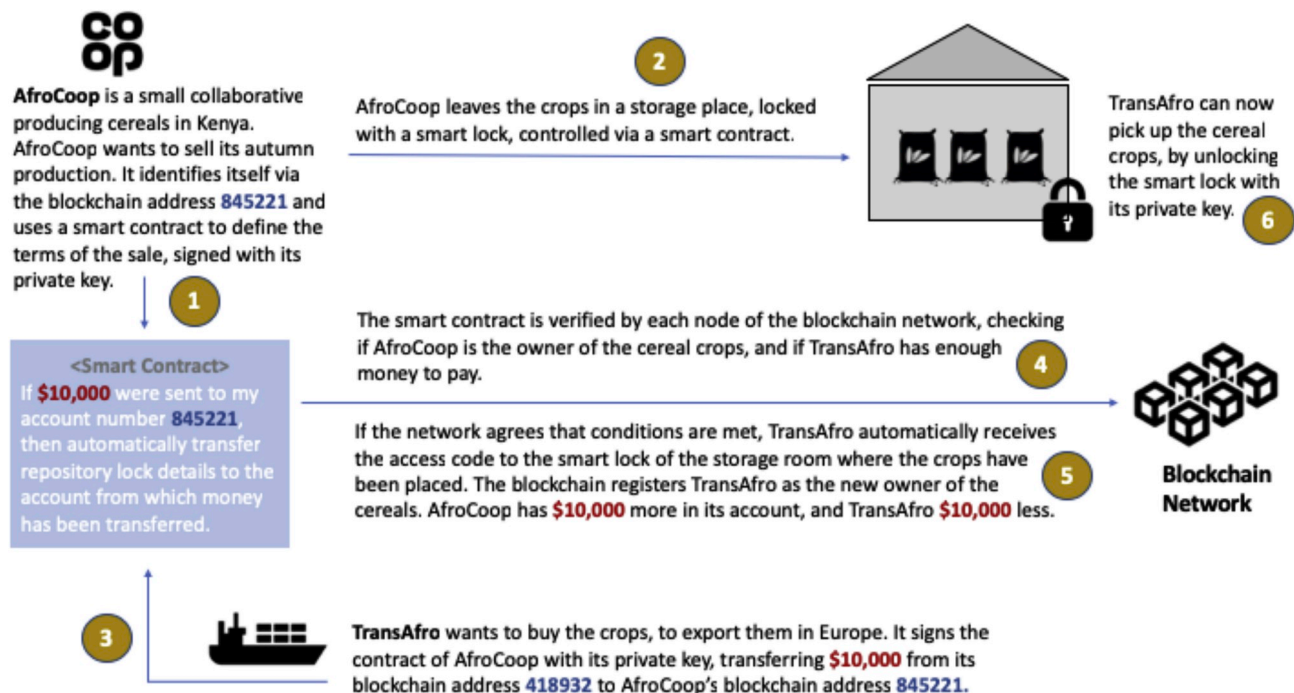 co
op
AfroCoop is a small collaborative
producing cereals in Kenya.
AfroCoop wants to sell its autumn
production. It identifies itself via
the blockchain address 845221 and
uses a smart contract to define the
terms of the sale, signed with its
private key.
1
2
AfroCoop leaves the crops in a storage place, locked
with a smart lock, controlled via a smart contract.
TransAfro can now
pick up the cereal
crops, by unlocking
the smart lock with
its private key.
6
<Smart Contract>
If $10,000 were sent to my
account number 845221,
then automatically transfer
repository lock details to the
account from which money
has been transferred.
The smart contract is verified by each node of the blockchain network, checking
if AfroCoop is the owner of the cereal crops, and if TransAfro has enough
money to pay.
4
If the network agrees that conditions are met, TransAfro automatically receives
the access code to the smart lock of the storage room where the crops have
been placed. The blockchain registers TransAfro as the new owner of the
cereals. AfroCoop has $10,000 more in its account, and TransAfro $10,000 less.
5
Blockchain
Network
3
TransAfro wants to buy the crops, to export them in Europe. It signs the
contract of AfroCoop with its private key, transferring $10,000 from its
blockchain address 418932 to AfroCoop's blockchain address 845221.